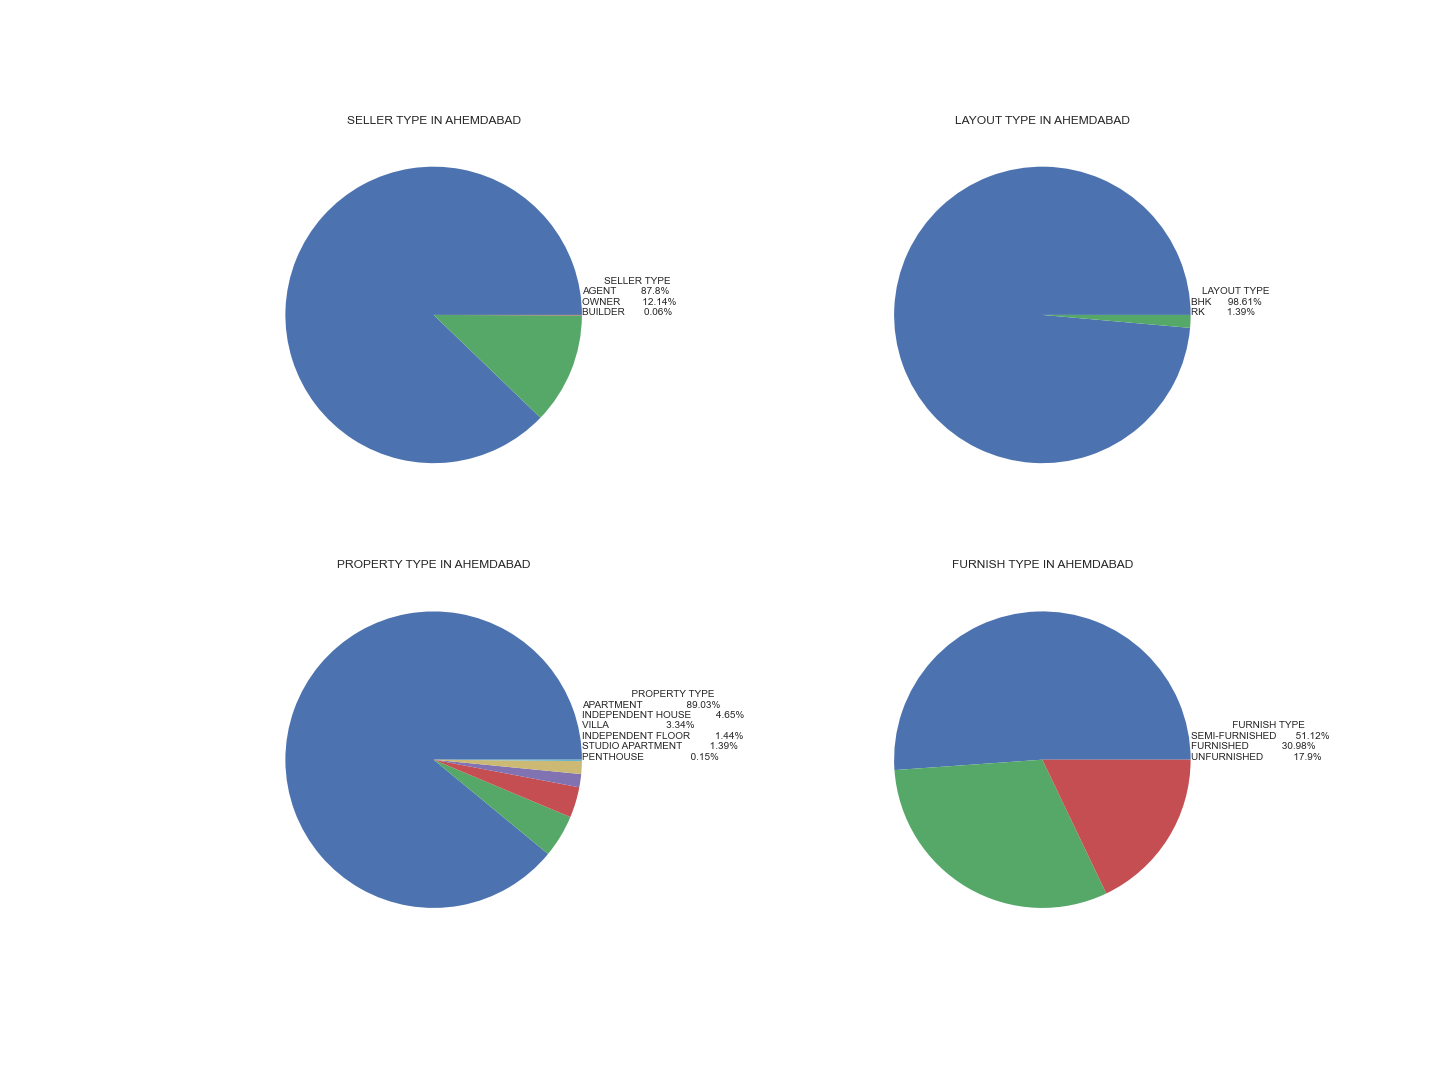 SELLER TYPE IN AHEMDABAD
SELLER TYPE
AGENT 87.8%
OWNER 12.14%
BUILDER 0.06%
LAYOUT TYPE IN AHEMDABAD
LAYOUT TYPE
BHK 98.61%
RK 1.39%
PROPERTY TYPE IN AHEMDABAD
PROPERTY TYPE
APARTMENT 89.03%
INDEPENDENT HOUSE 4.65%
VILLA 3.34%
INDEPENDENT FLOOR 1.44%
STUDIO APARTMENT 1.39%
PENTHOUSE 0.15%
FURNISH TYPE IN AHEMDABAD
FURNISH TYPE
SEMI-FURNISHED 51.12%
FURNISHED 30.98%
UNFURNISHED 17.9%